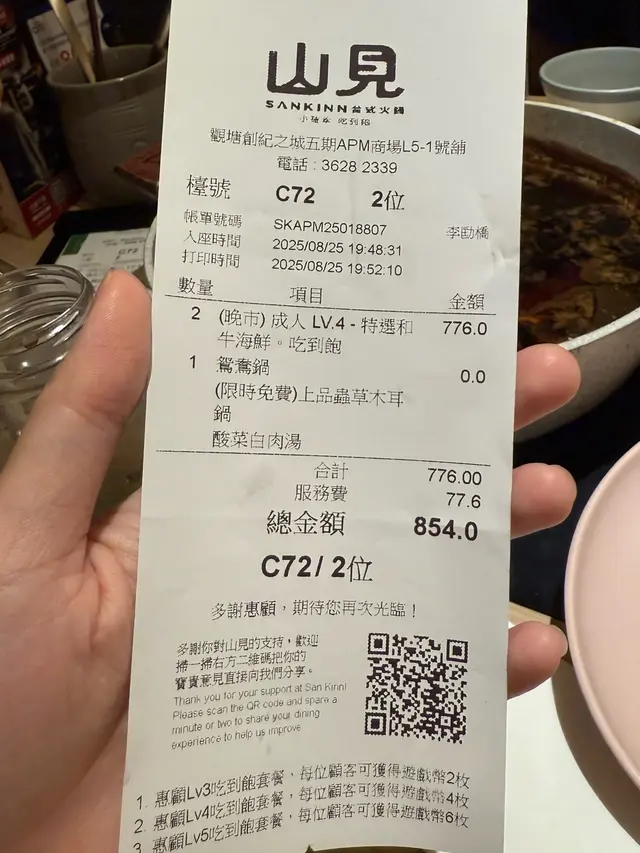 山見
SANKINN 台式火鍋
小辣麻 吃到飽
觀塘創紀之城五期APM商場L5-1號舖
電話 : 3628 2339
檯號 C72 2位
帳單號碼 SKAPM25018807 李勔橋
入座時間 2025/08/25 19:48:31
打印時間 2025/08/25 19:52:10
數量 項目 金額
2 (晚市) 成人 LV.4 - 特選和 776.0
牛海鮮。吃到飽
1 鴛鴦鍋 0.0
(限時免費)上品蟲草木耳
鍋
酸菜白肉湯
合計 776.00
服務費 77.6
總金額 854.0
C72/ 2位
多謝惠顧，期待您再次光臨！
多謝你對山見的支持，歡迎
掃一掃右方二維碼把你的
寶貴意見直接向我們分享。
Thank you for your support at San Kinn!
Please scan the QR code and spare a
minute or two to share your dining
experience to help us improve
1. 惠顧Lv3吃到飽套餐，每位顧客可獲得遊戲幣2枚
2. 惠顧Lv4吃到飽套餐，每位顧客可獲得遊戲幣4枚
3. 惠顧Lv5吃到飽套餐，每位顧客可獲得遊戲幣6枚